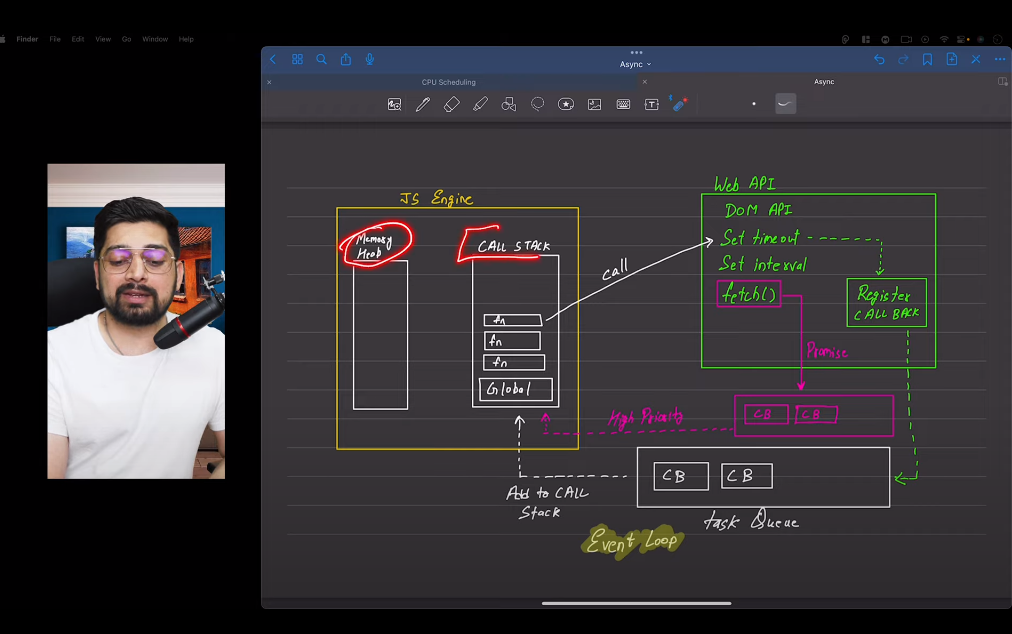 Finder File Edit View Go Window Help
Async
CPU Scheduling
Async
JS Engine
Memory
Heab
CALL STACK
fn
fn
fn
Global
call
Web API
DOM API
Set timeout
Set interval
fetch()
Register
CALL BACK
Promise
CB CB
High Priority
CB CB
Add to CALL
Stack
task Queue
Event Loop